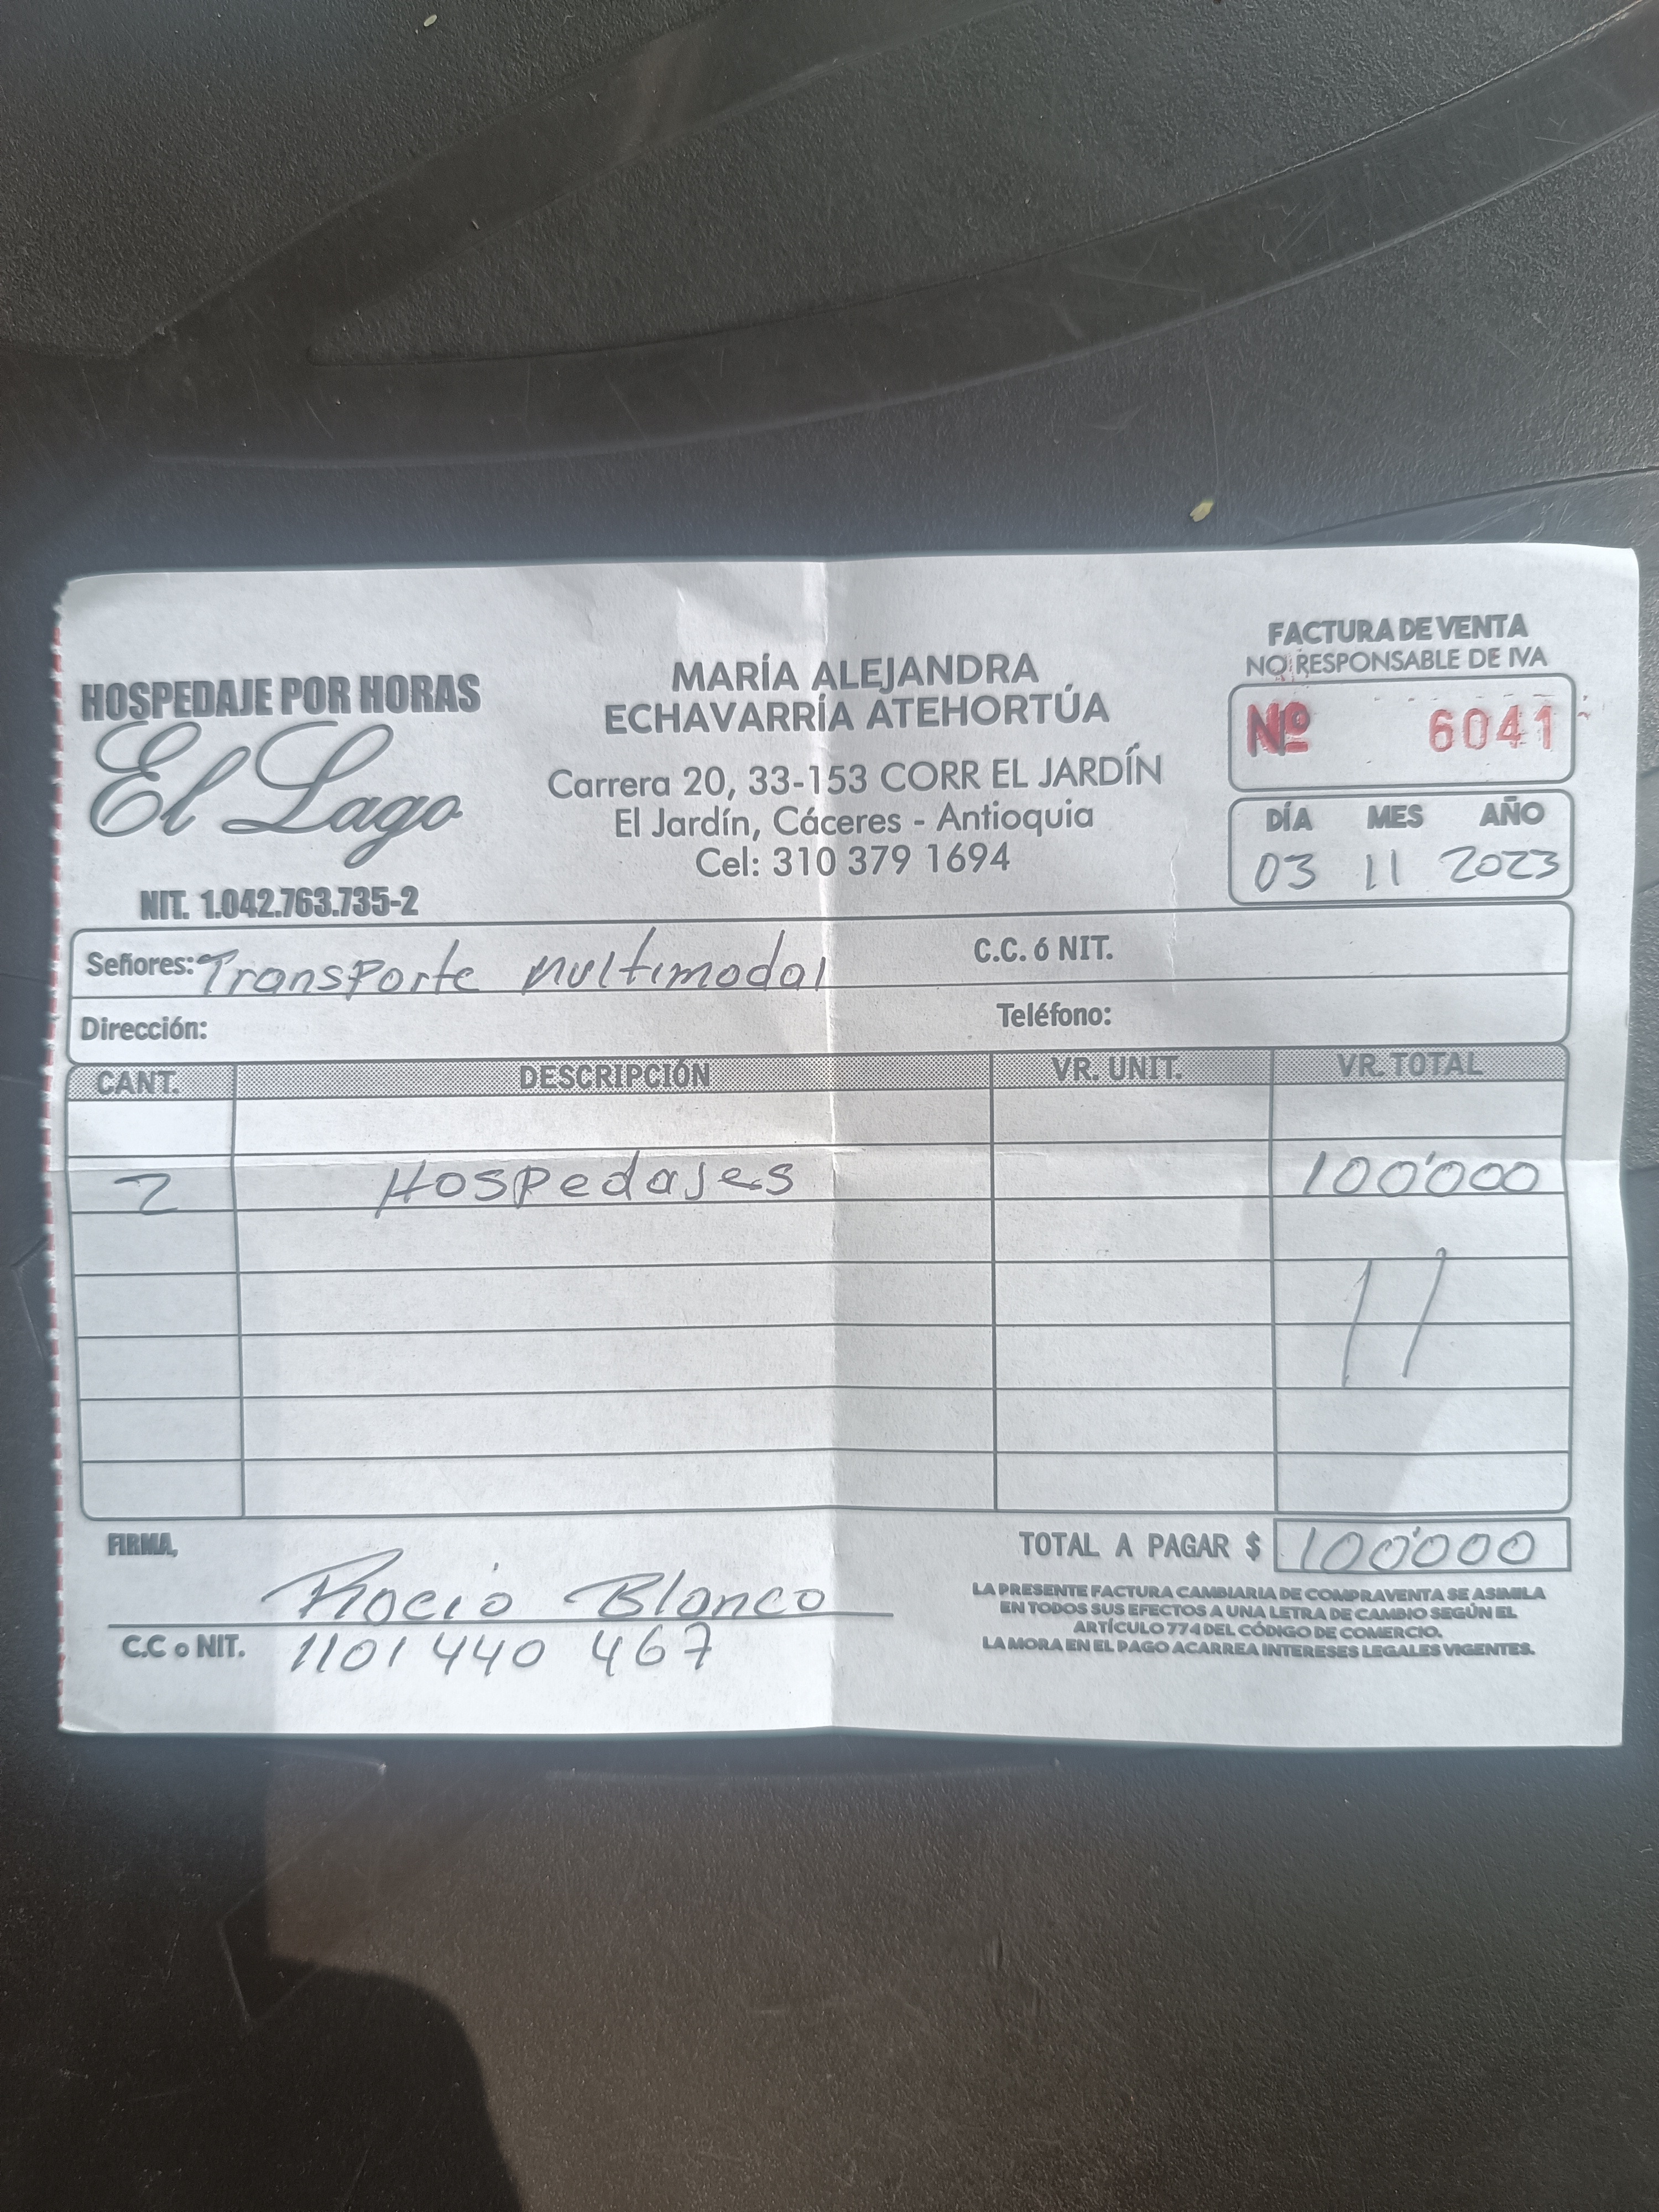 HOSPEDAJE POR HORAS
El Lago
NIT. 1.042.763.735-2
MARÍA ALEJANDRA
ECHAVARRÍA ATEHORTÚA
Carrera 20, 33-153 CORR EL JARDÍN
El Jardín, Cáceres - Antioquia
Cel: 310 379 1694
FACTURA DE VENTA
NO RESPONSABLE DE IVA
Nº 6041
DÍA MES AÑO
03 11 2023
Señores: Transporte multimodal C.C. ó NIT.
Dirección: Teléfono:
CANT. DESCRIPCIÓN VR. UNIT. VR. TOTAL
2 Hospedajes 100'000
FIRMA, Rocio Blanco
C.C o NIT. 1101 440 467
TOTAL A PAGAR $ 100'000
LA PRESENTE FACTURA CAMBIARIA DE COMPRAVENTA SE ASIMILA
EN TODOS SUS EFECTOS A UNA LETRA DE CAMBIO SEGÚN EL
ARTÍCULO 774 DEL CÓDIGO DE COMERCIO.
LA MORA EN EL PAGO ACARREA INTERESES LEGALES VIGENTES.